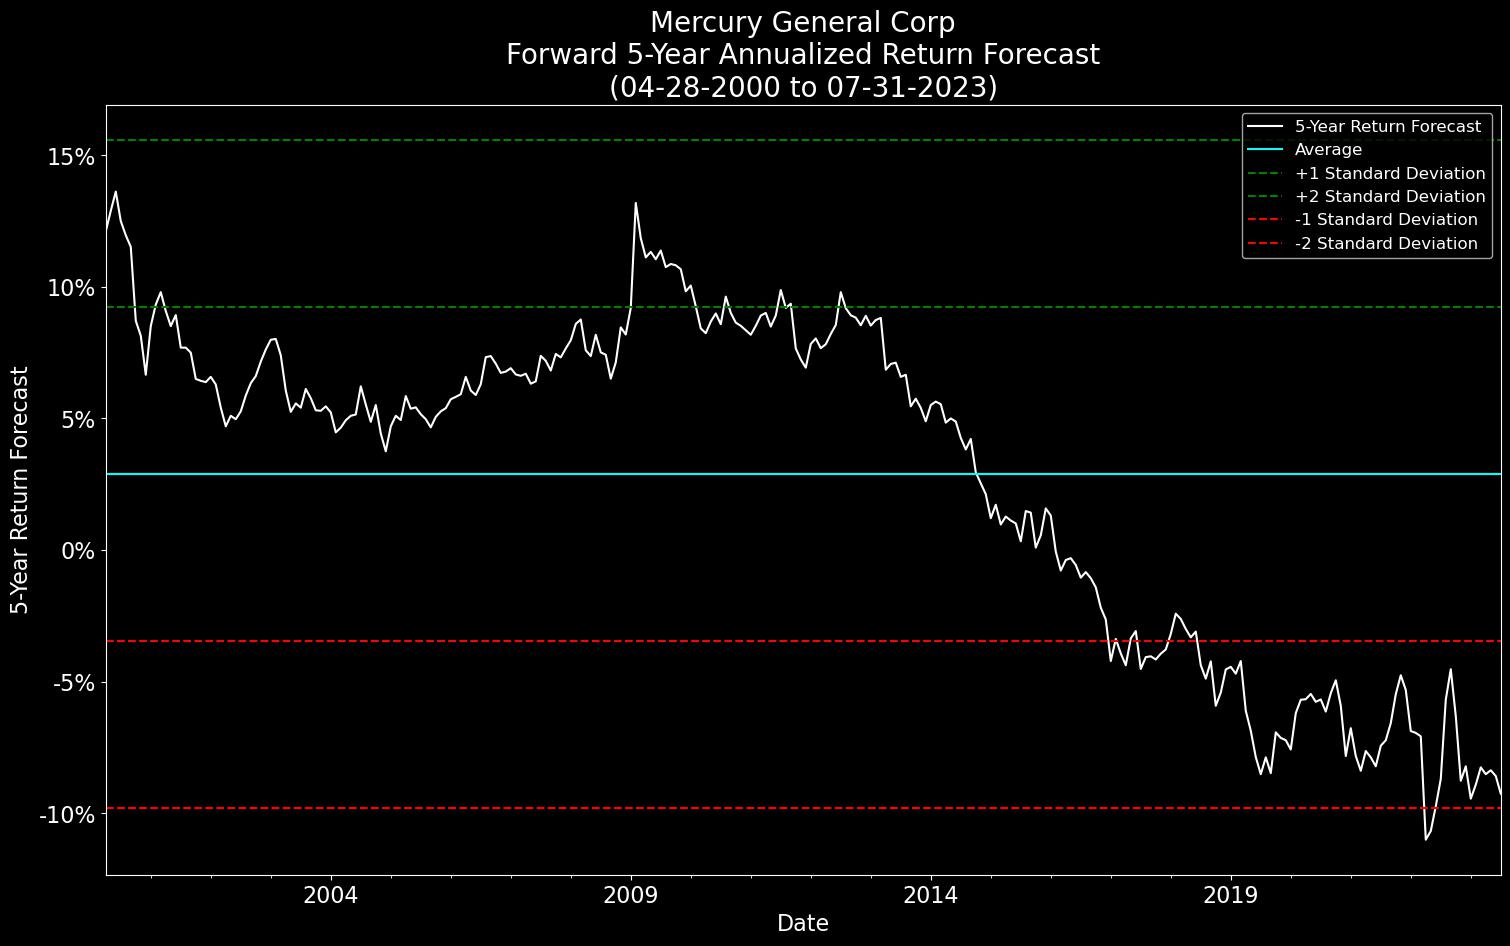 Mercury General Corp
Forward 5-Year Annualized Return Forecast
(04-28-2000 to 07-31-2023)
5-Year Return Forecast
Average
+1 Standard Deviation
+2 Standard Deviation
-1 Standard Deviation
-2 Standard Deviation
15%
10%
5%
0%
-5%
-10%
5-Year Return Forecast
2004
2009
2014
2019
Date